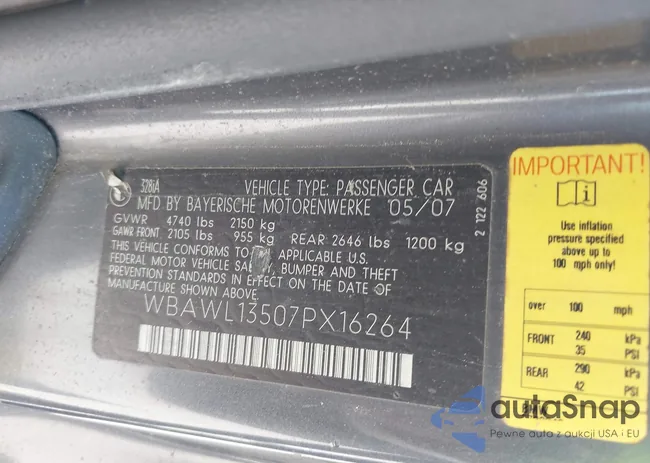 328iA VEHICLE TYPE: PASSENGER CAR
MFD BY BAYERISCHE MOTORENWERKE '05/07
GVWR 4740 lbs 2150 kg
GAWR FRONT 2105 lbs 955 kg REAR: 2646 lbs 1200 kg
THIS VEHICLE CONFORMS TO APPLICABLE U.S.
FEDERAL MOTOR VEHICLE BUMPER AND THEFT
PREVENTION STANDARDS IN EFFECT ON THE DATE OF
MANUFACTURE SHOWN ABOVE.
WBAWL13507PX16264
2 122 606
IMPORTANT!
Use inflation
pressure specified
above up to
100 mph only!
over 100 mph
FRONT 240 kPa
35 PSI
REAR 290 kPa
42 PSI
autoSnap
Pewne auto z aukcji USA i EU